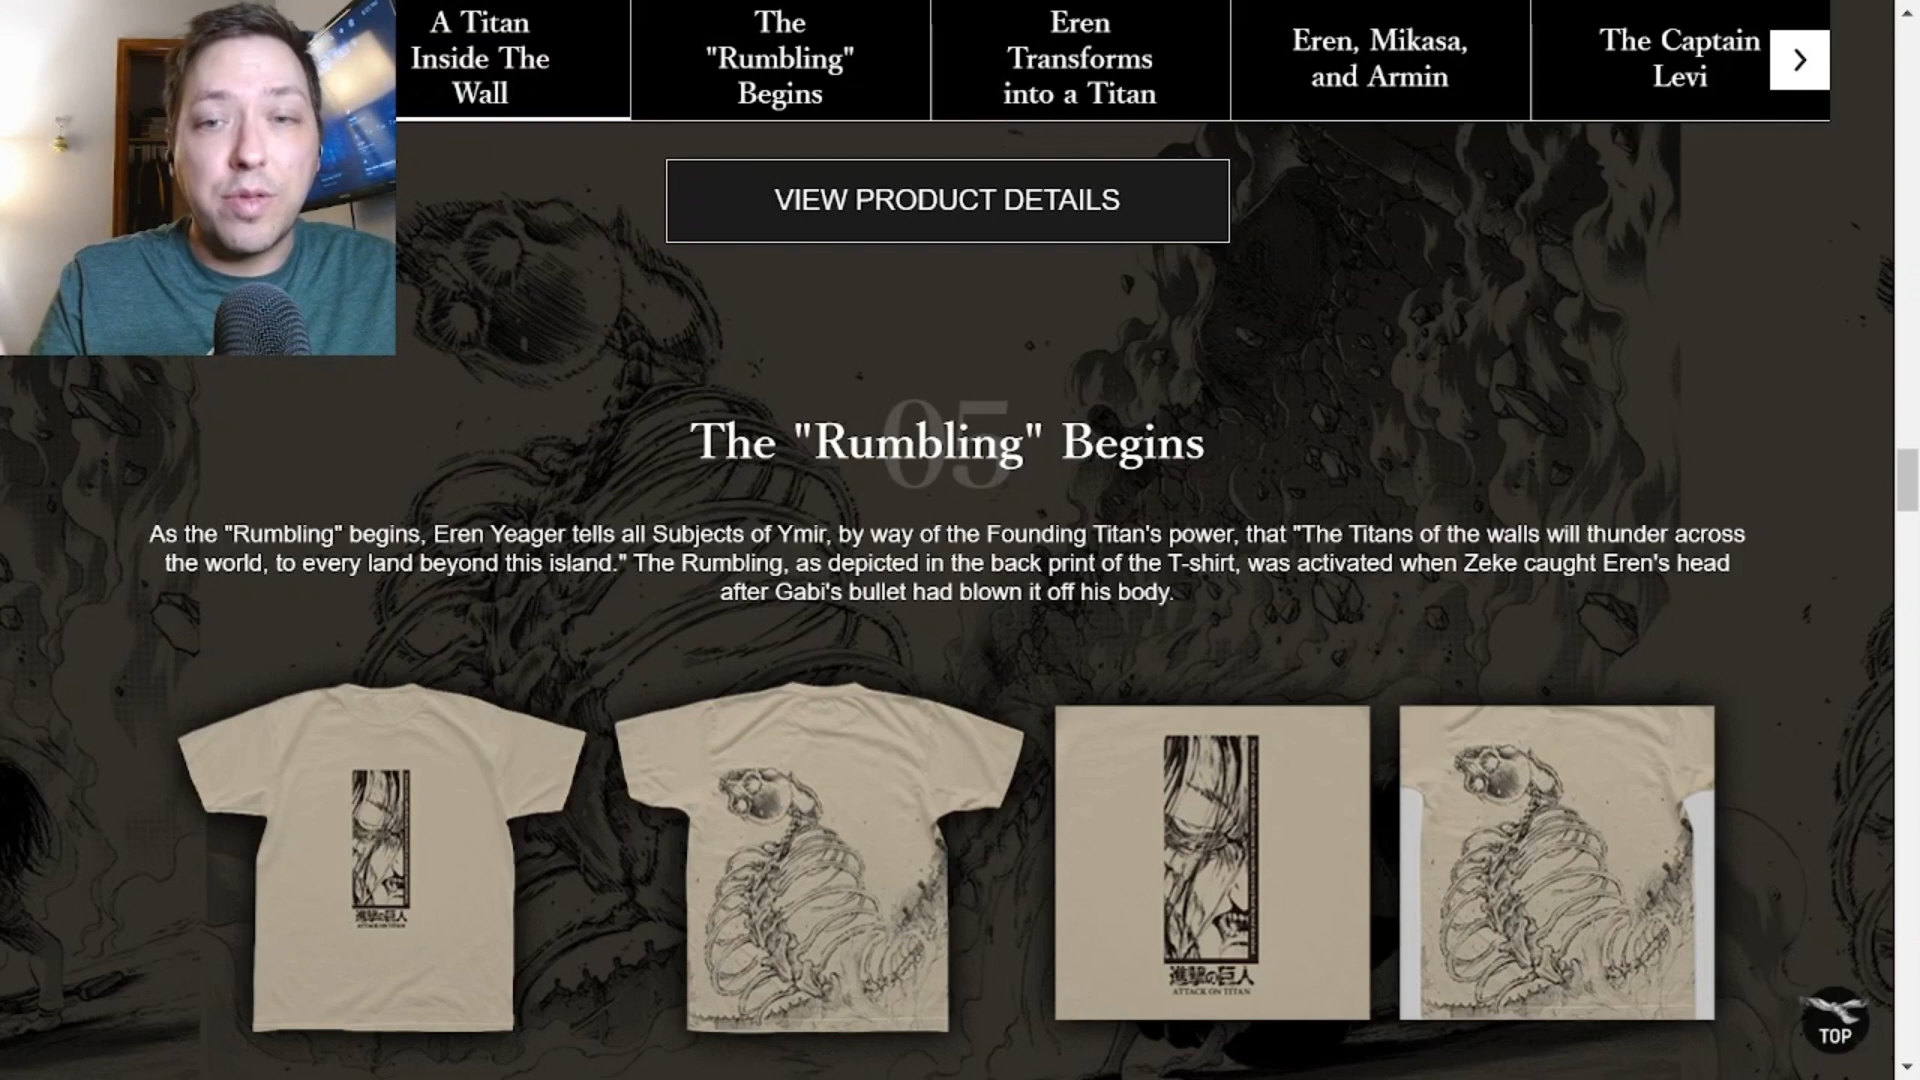 A Titan
Inside The
Wall
The
"Rumbling"
Begins
Eren
Transforms
into a Titan
Eren, Mikasa,
and Armin
The Captain
Levi
VIEW PRODUCT DETAILS
05
The "Rumbling" Begins
As the "Rumbling" begins, Eren Yeager tells all Subjects of Ymir, by way of the Founding Titan's power, that "The Titans of the walls will thunder across
the world, to every land beyond this island." The Rumbling, as depicted in the back print of the T-shirt, was activated when Zeke caught Eren's head
after Gabi's bullet had blown it off his body.
進撃の巨人
ATTACK ON TITAN
進撃の巨人
ATTACK ON TITAN
TOP